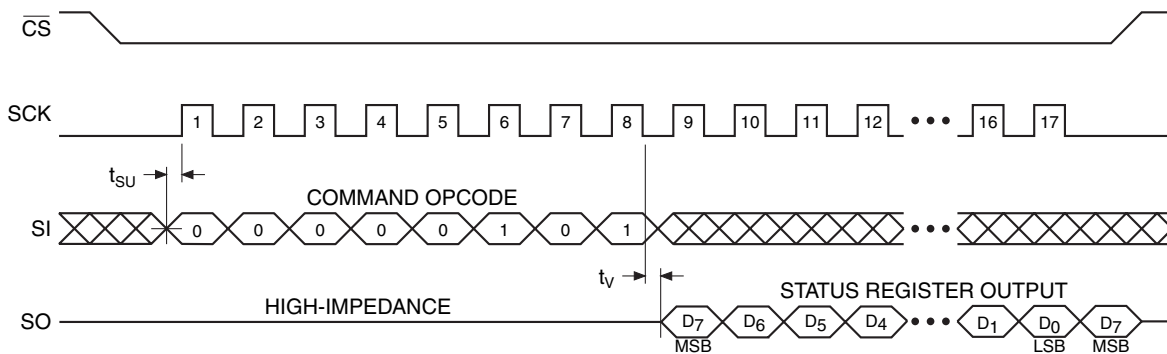 CS
SCK 1 2 3 4 5 6 7 8 9 10 11 12 ••• 16 17
tSU
COMMAND OPCODE
SI 0 0 0 0 0 1 0 1 •••
tV
HIGH-IMPEDANCE STATUS REGISTER OUTPUT
SO D7 D6 D5 D4 ••• D1 D0 D7
MSB LSB MSB